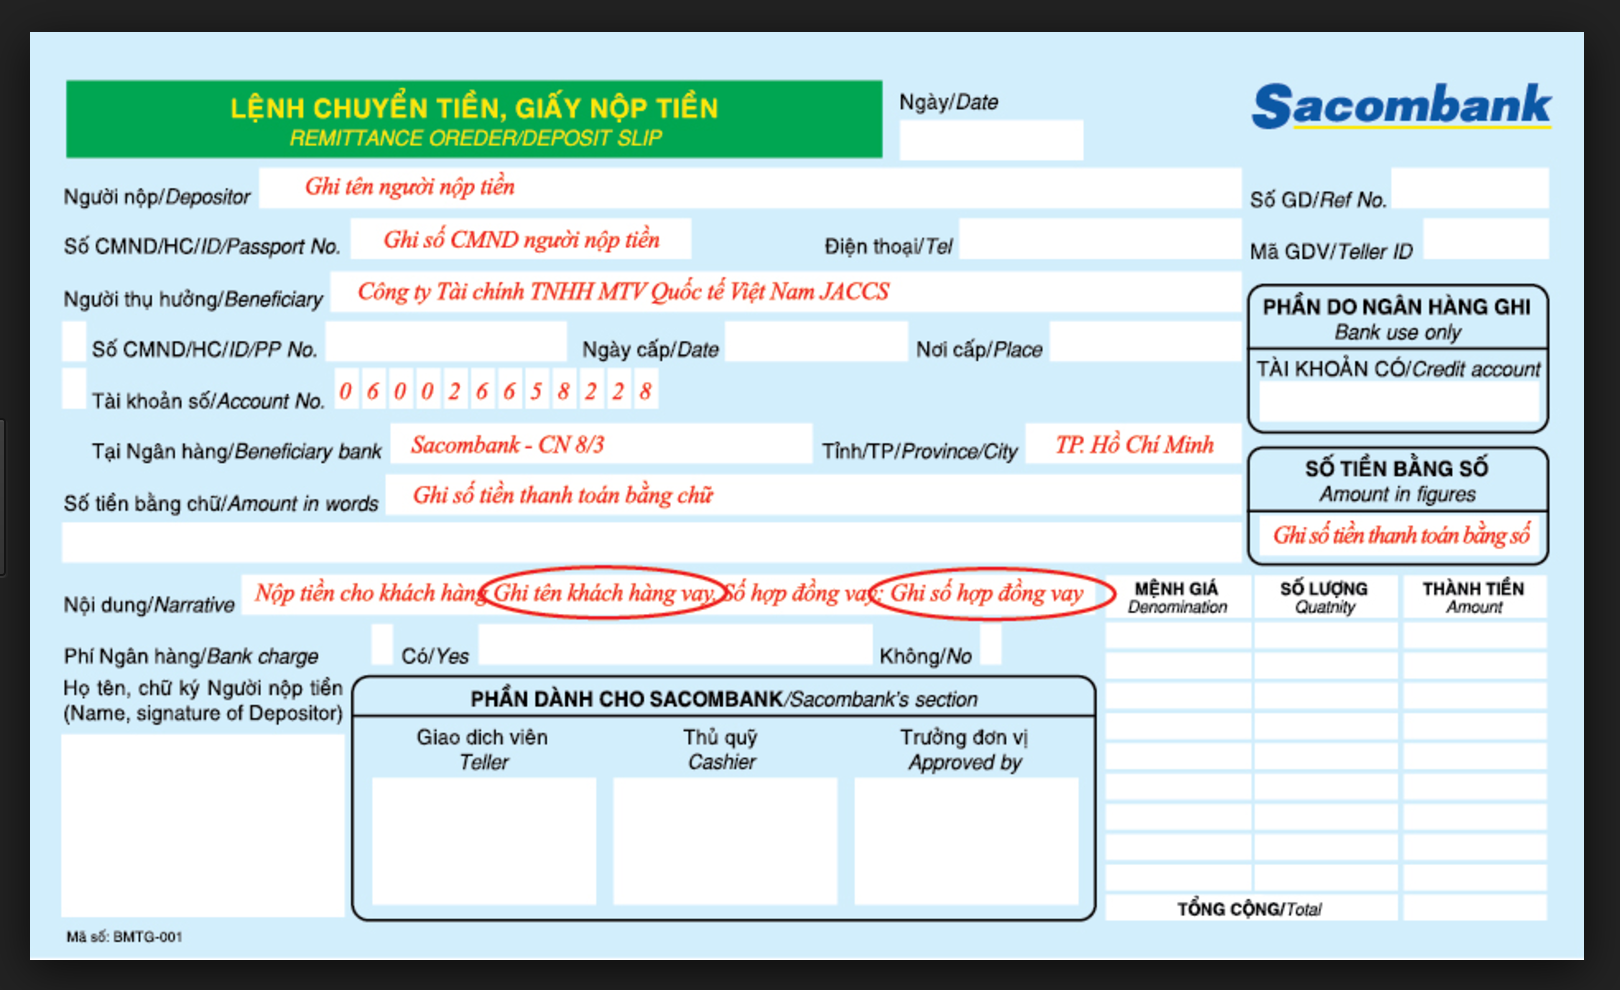 LỆNH CHUYỂN TIỀN, GIẤY NỘP TIỀN
REMITTANCE OREDER/DEPOSIT SLIP
Ngày/Date
Sacombank
Người nộp/Depositor Ghi tên người nộp tiền
Số GD/Ref No.
Số CMND/HC/ID/Passport No. Ghi số CMND người nộp tiền Điện thoại/Tel
Mã GDV/Teller ID
Người thụ hưởng/Beneficiary Công ty Tài chính TNHH MTV Quốc tế Việt Nam JACCS
Số CMND/HC/ID/PP No. Ngày cấp/Date Nơi cấp/Place
Tài khoản số/Account No. 0 6 0 0 2 6 6 5 8 2 2 8
Tại Ngân hàng/Beneficiary bank Sacombank - CN 8/3 Tỉnh/TP/Province/City TP. Hồ Chí Minh
Số tiền bằng chữ/Amount in words Ghi số tiền thanh toán bằng chữ
PHẦN DO NGÂN HÀNG GHI
Bank use only
TÀI KHOẢN CÓ/Credit account
SỐ TIỀN BẰNG SỐ
Amount in figures
Ghi số tiền thanh toán bằng số
Nội dung/Narrative Nộp tiền cho khách hàng Ghi tên khách hàng vay, Số hợp đồng vay: Ghi số hợp đồng vay
Phí Ngân hàng/Bank charge Có/Yes Không/No
Họ tên, chữ ký Người nộp tiền
(Name, signature of Depositor)
PHẦN DÀNH CHO SACOMBANK/Sacombank's section
Giao dich viên Thủ quỹ Trưởng đơn vị
Teller Cashier Approved by
MỆNH GIÁ SỐ LƯỢNG THÀNH TIỀN
Denomination Quatnity Amount
TỔNG CỘNG/Total
Mã số: BMTG-001